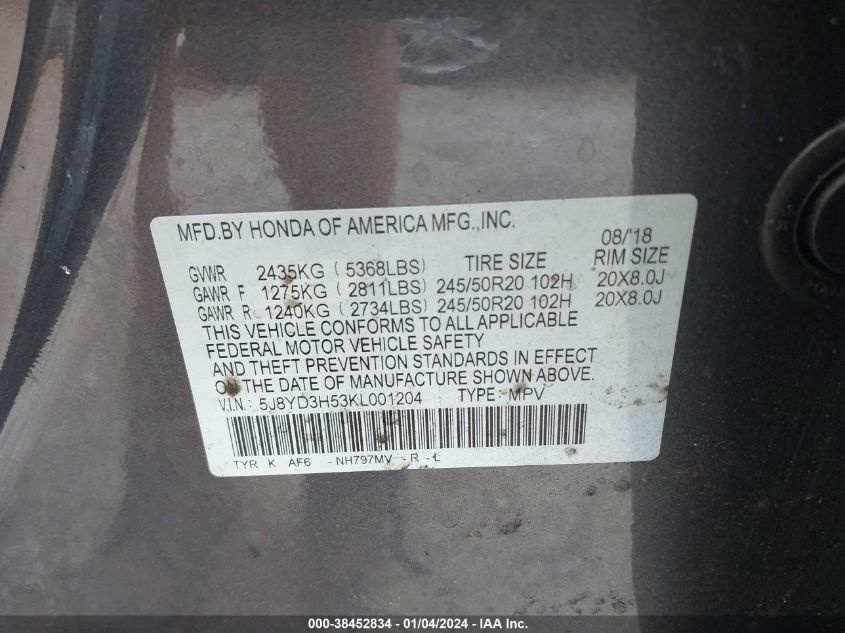 MFD.BY HONDA OF AMERICA MFG.,INC.
08/'18
GVWR 2435KG (5368LBS) TIRE SIZE RIM SIZE
GAWR F 1275KG (2811LBS) 245/50R20 102H 20X8.0J
GAWR R 1240KG (2734LBS) 245/50R20 102H 20X8.0J
THIS VEHICLE CONFORMS TO ALL APPLICABLE
FEDERAL MOTOR VEHICLE SAFETY
AND THEFT PREVENTION STANDARDS IN EFFECT
ON THE DATE OF MANUFACTURE SHOWN ABOVE.
V.I.N.: 5J8YD3H53KL001204 TYPE: MPV
TYR K AF6 -NH797MV -R -L
000-38452834 - 01/04/2024 - IAA Inc.